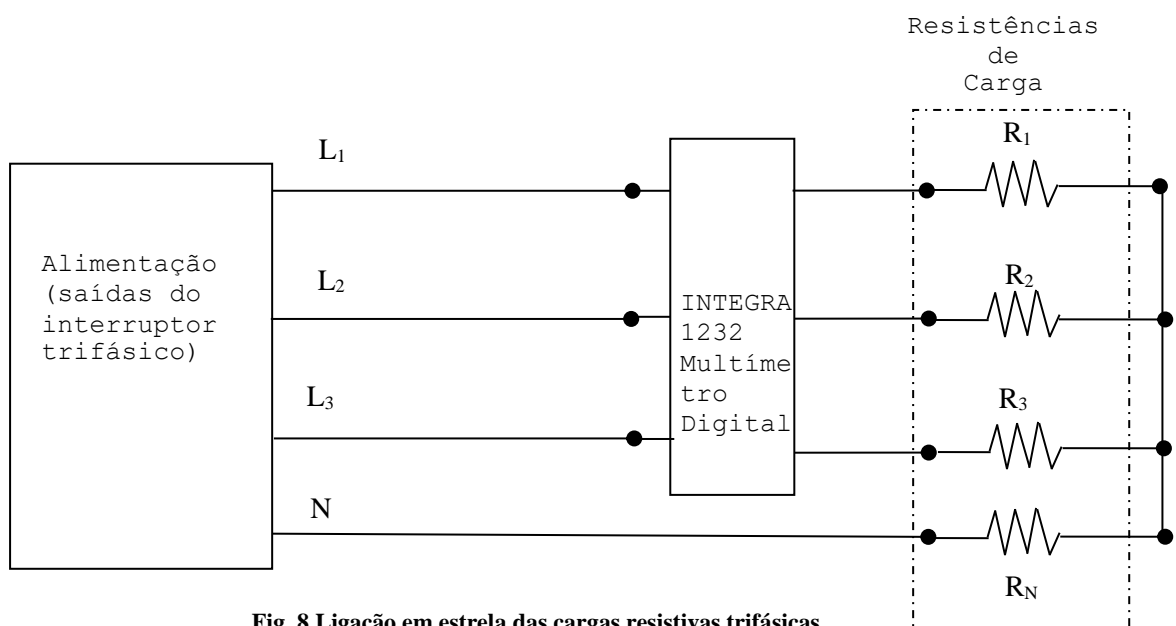 Resistências
de
Carga
R₁
L₁
Alimentação
(saídas do
interruptor
trifásico)
L₂
R₂
INTEGRA
1232
Multíme
tro
Digital
L₃
R₃
N
R_N
Fig. 8 Ligação em estrela das cargas resistivas trifásicas